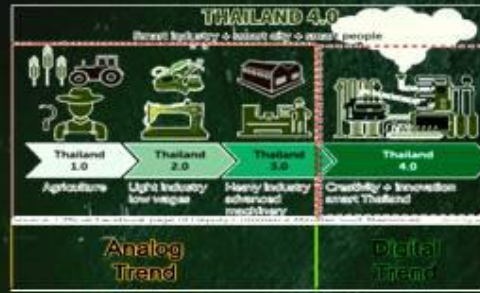 THAILAND 4.0
Smart industry + smart city + smart people
Thailand
1.0
Thailand
2.0
Thailand
3.0
Thailand
4.0
Agriculture
Light industry
low wages
Heavy industry
advanced
machinery
Creativity + innovation
smart Thailand
Analog
Trend
Digital
Trend